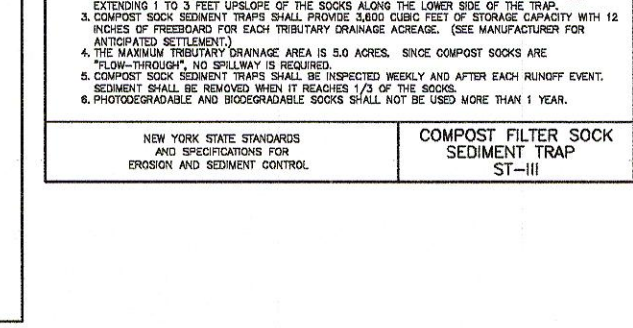 EXTENDING 1 TO 3 FEET UPSLOPE OF THE SOCKS ALONG THE LOWER SIDE OF THE TRAP.
3. COMPOST SOCK SEDIMENT TRAPS SHALL PROVIDE 3,600 CUBIC FEET OF STORAGE CAPACITY WITH 12
INCHES OF FREEBOARD FOR EACH TRIBUTARY DRAINAGE ACREAGE. (SEE MANUFACTURER FOR
ANTICIPATED SETTLEMENT.)
4. THE MAXIMUM TRIBUTARY DRAINAGE AREA IS 5.0 ACRES. SINCE COMPOST SOCKS ARE
"FLOW-THROUGH", NO SPILLWAY IS REQUIRED.
5. COMPOST SOCK SEDIMENT TRAPS SHALL BE INSPECTED WEEKLY AND AFTER EACH RUNOFF EVENT.
SEDIMENT SHALL BE REMOVED WHEN IT REACHES 1/3 OF THE SOCKS.
6. PHOTODEGRADABLE AND BIODEGRADABLE SOCKS SHALL NOT BE USED MORE THAN 1 YEAR.
NEW YORK STATE STANDARDS
AND SPECIFICATIONS FOR
EROSION AND SEDIMENT CONTROL
COMPOST FILTER SOCK
SEDIMENT TRAP
ST-III